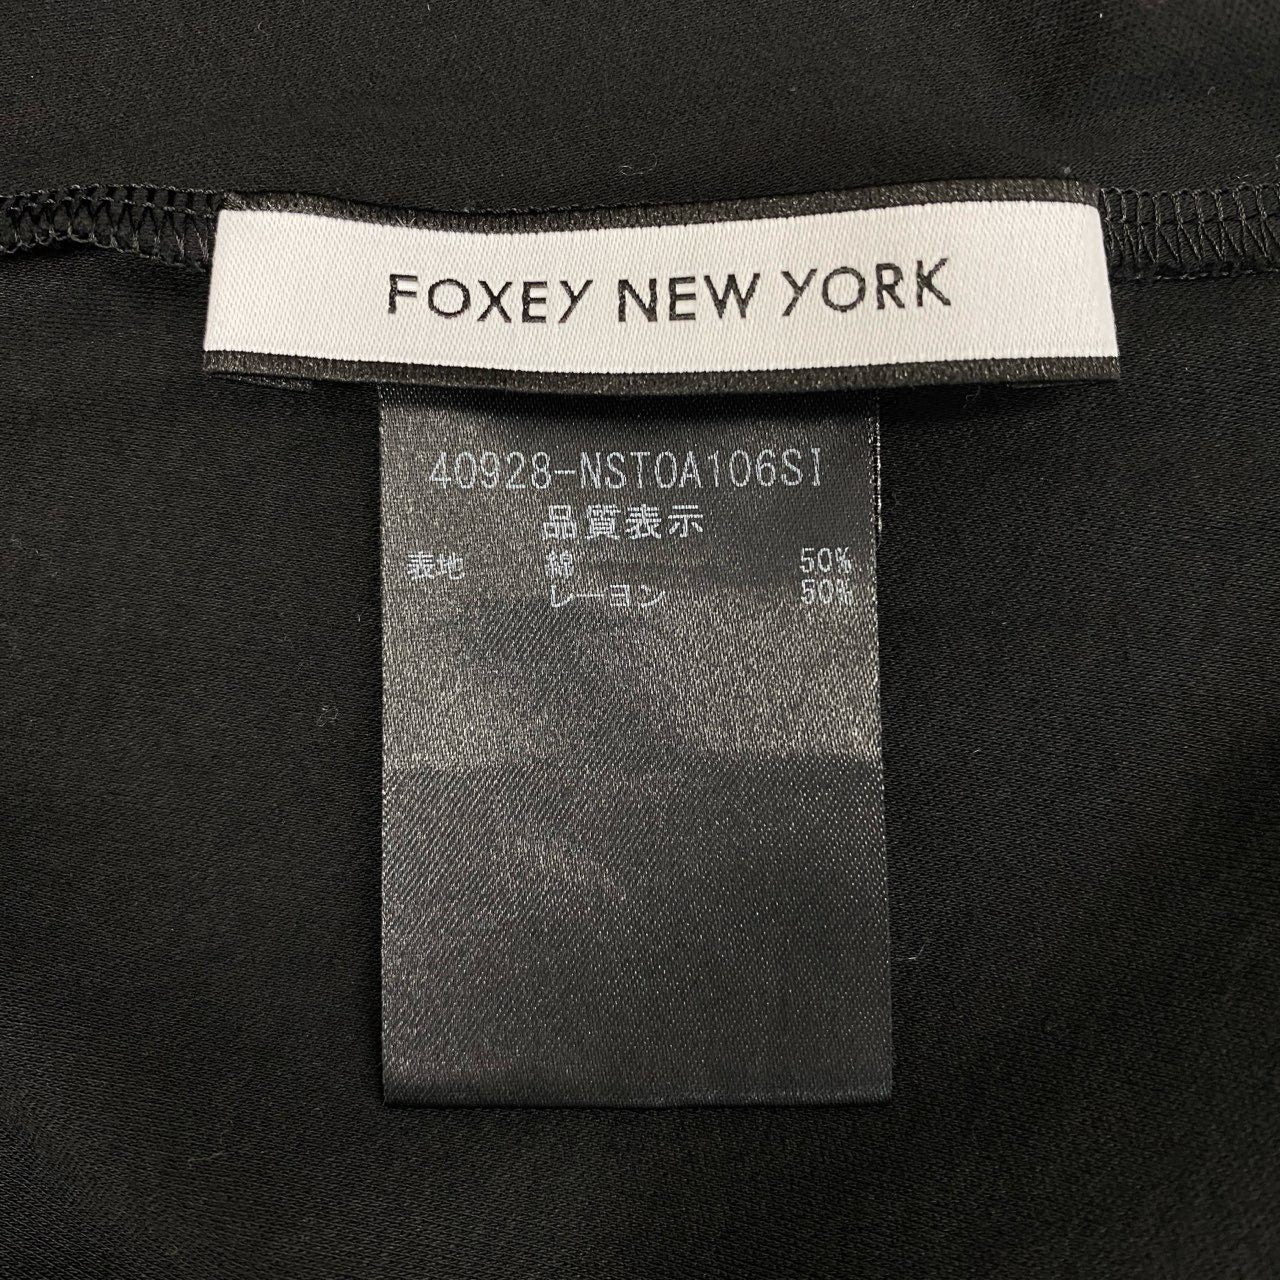 FOXEY NEW YORK
40928-NSTOA106SI
品質表示
表地 綿 50%
レーヨン 50%